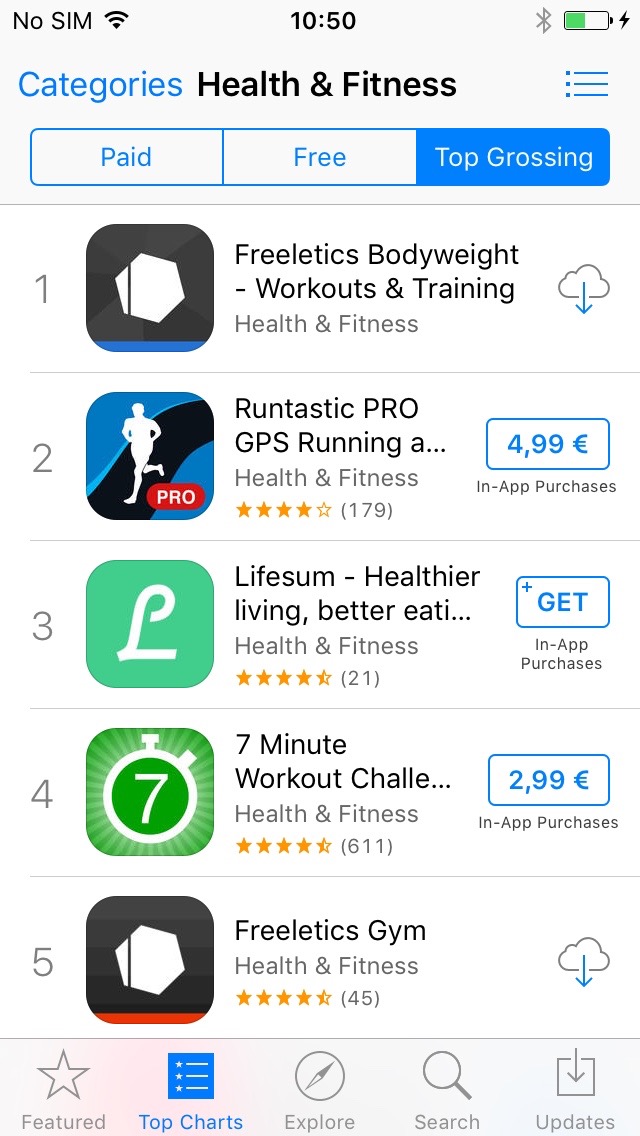 No SIM 10:50
Categories Health & Fitness
Paid Free Top Grossing
1
Freeletics Bodyweight
- Workouts & Training
Health & Fitness
2
PRO
Runtastic PRO
GPS Running a...
Health & Fitness
(179)
4,99 €
In-App Purchases
3
L
Lifesum - Healthier
living, better eati...
Health & Fitness
(21)
+ GET
In-App
Purchases
4
7
7 Minute
Workout Challe...
Health & Fitness
(611)
2,99 €
In-App Purchases
5
Freeletics Gym
Health & Fitness
(45)
Featured Top Charts Explore Search Updates